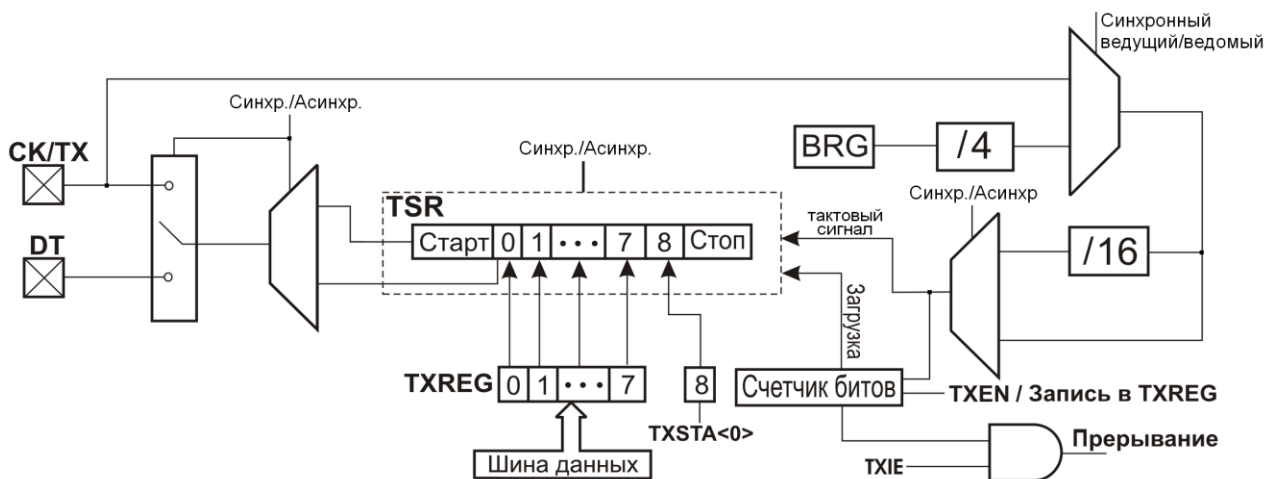 Синхронный
ведущий/ведомый
Синхр./Асинхр.
CK/TX
BRG
/4
Синхр./Асинхр.
Синхр./Асинхр
TSR
DT
Старт 0 1 ••• 7 8 Стоп
тактовый
сигнал
/16
Загрузка
TXREG 0 1 ••• 7
8
Счетчик битов
TXEN / Запись в TXREG
TXSTA<0>
Шина данных
TXIE
Прерывание